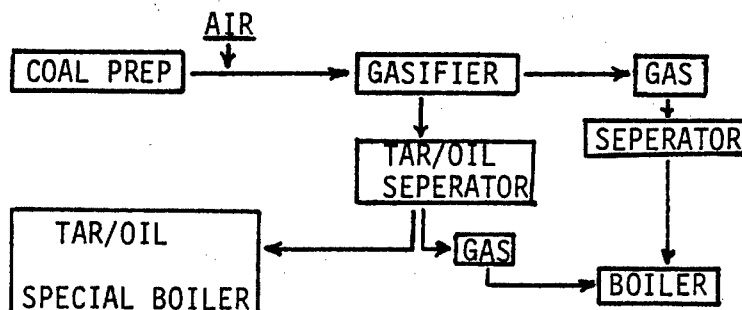 AIR
COAL PREP
GASIFIER
GAS
SEPERATOR
TAR/OIL
SEPERATOR
TAR/OIL
GAS
SPECIAL BOILER
BOILER